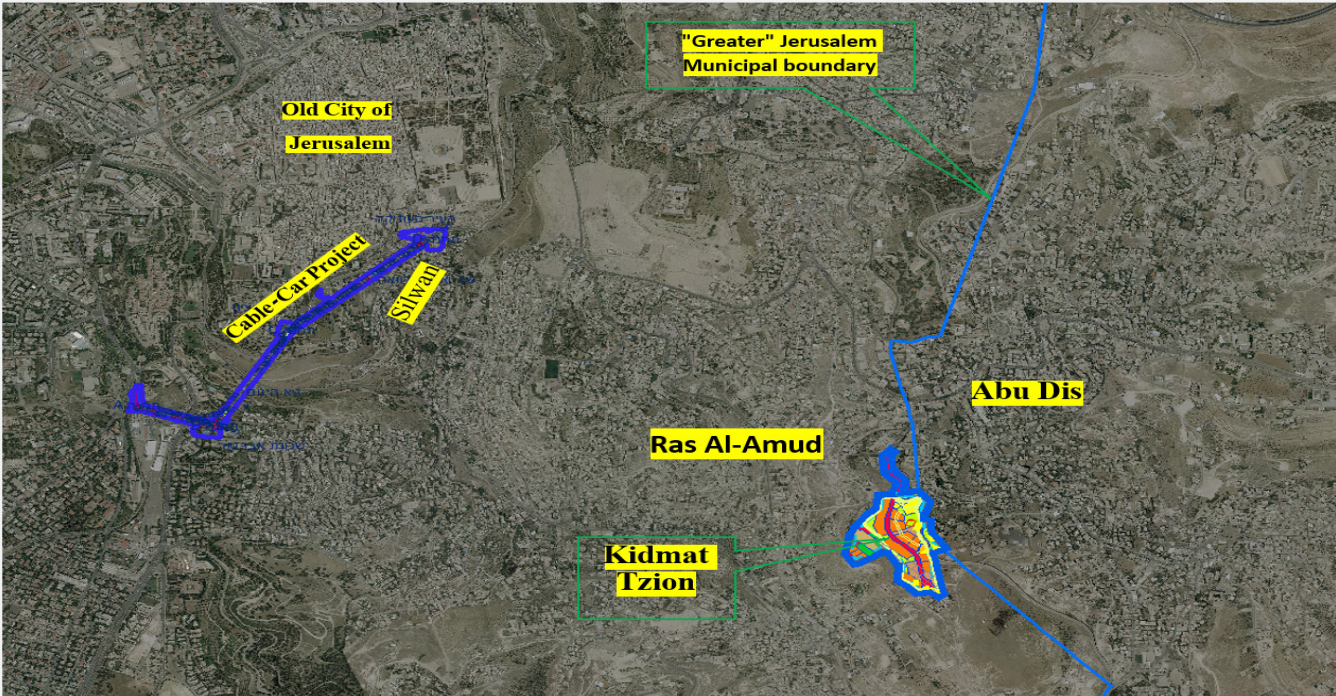 "Greater" Jerusalem
Municipal boundary
Old City of
Jerusalem
Cable-Car Project
Silwan
Abu Dis
Ras Al-Amud
Kidmat
Tzion